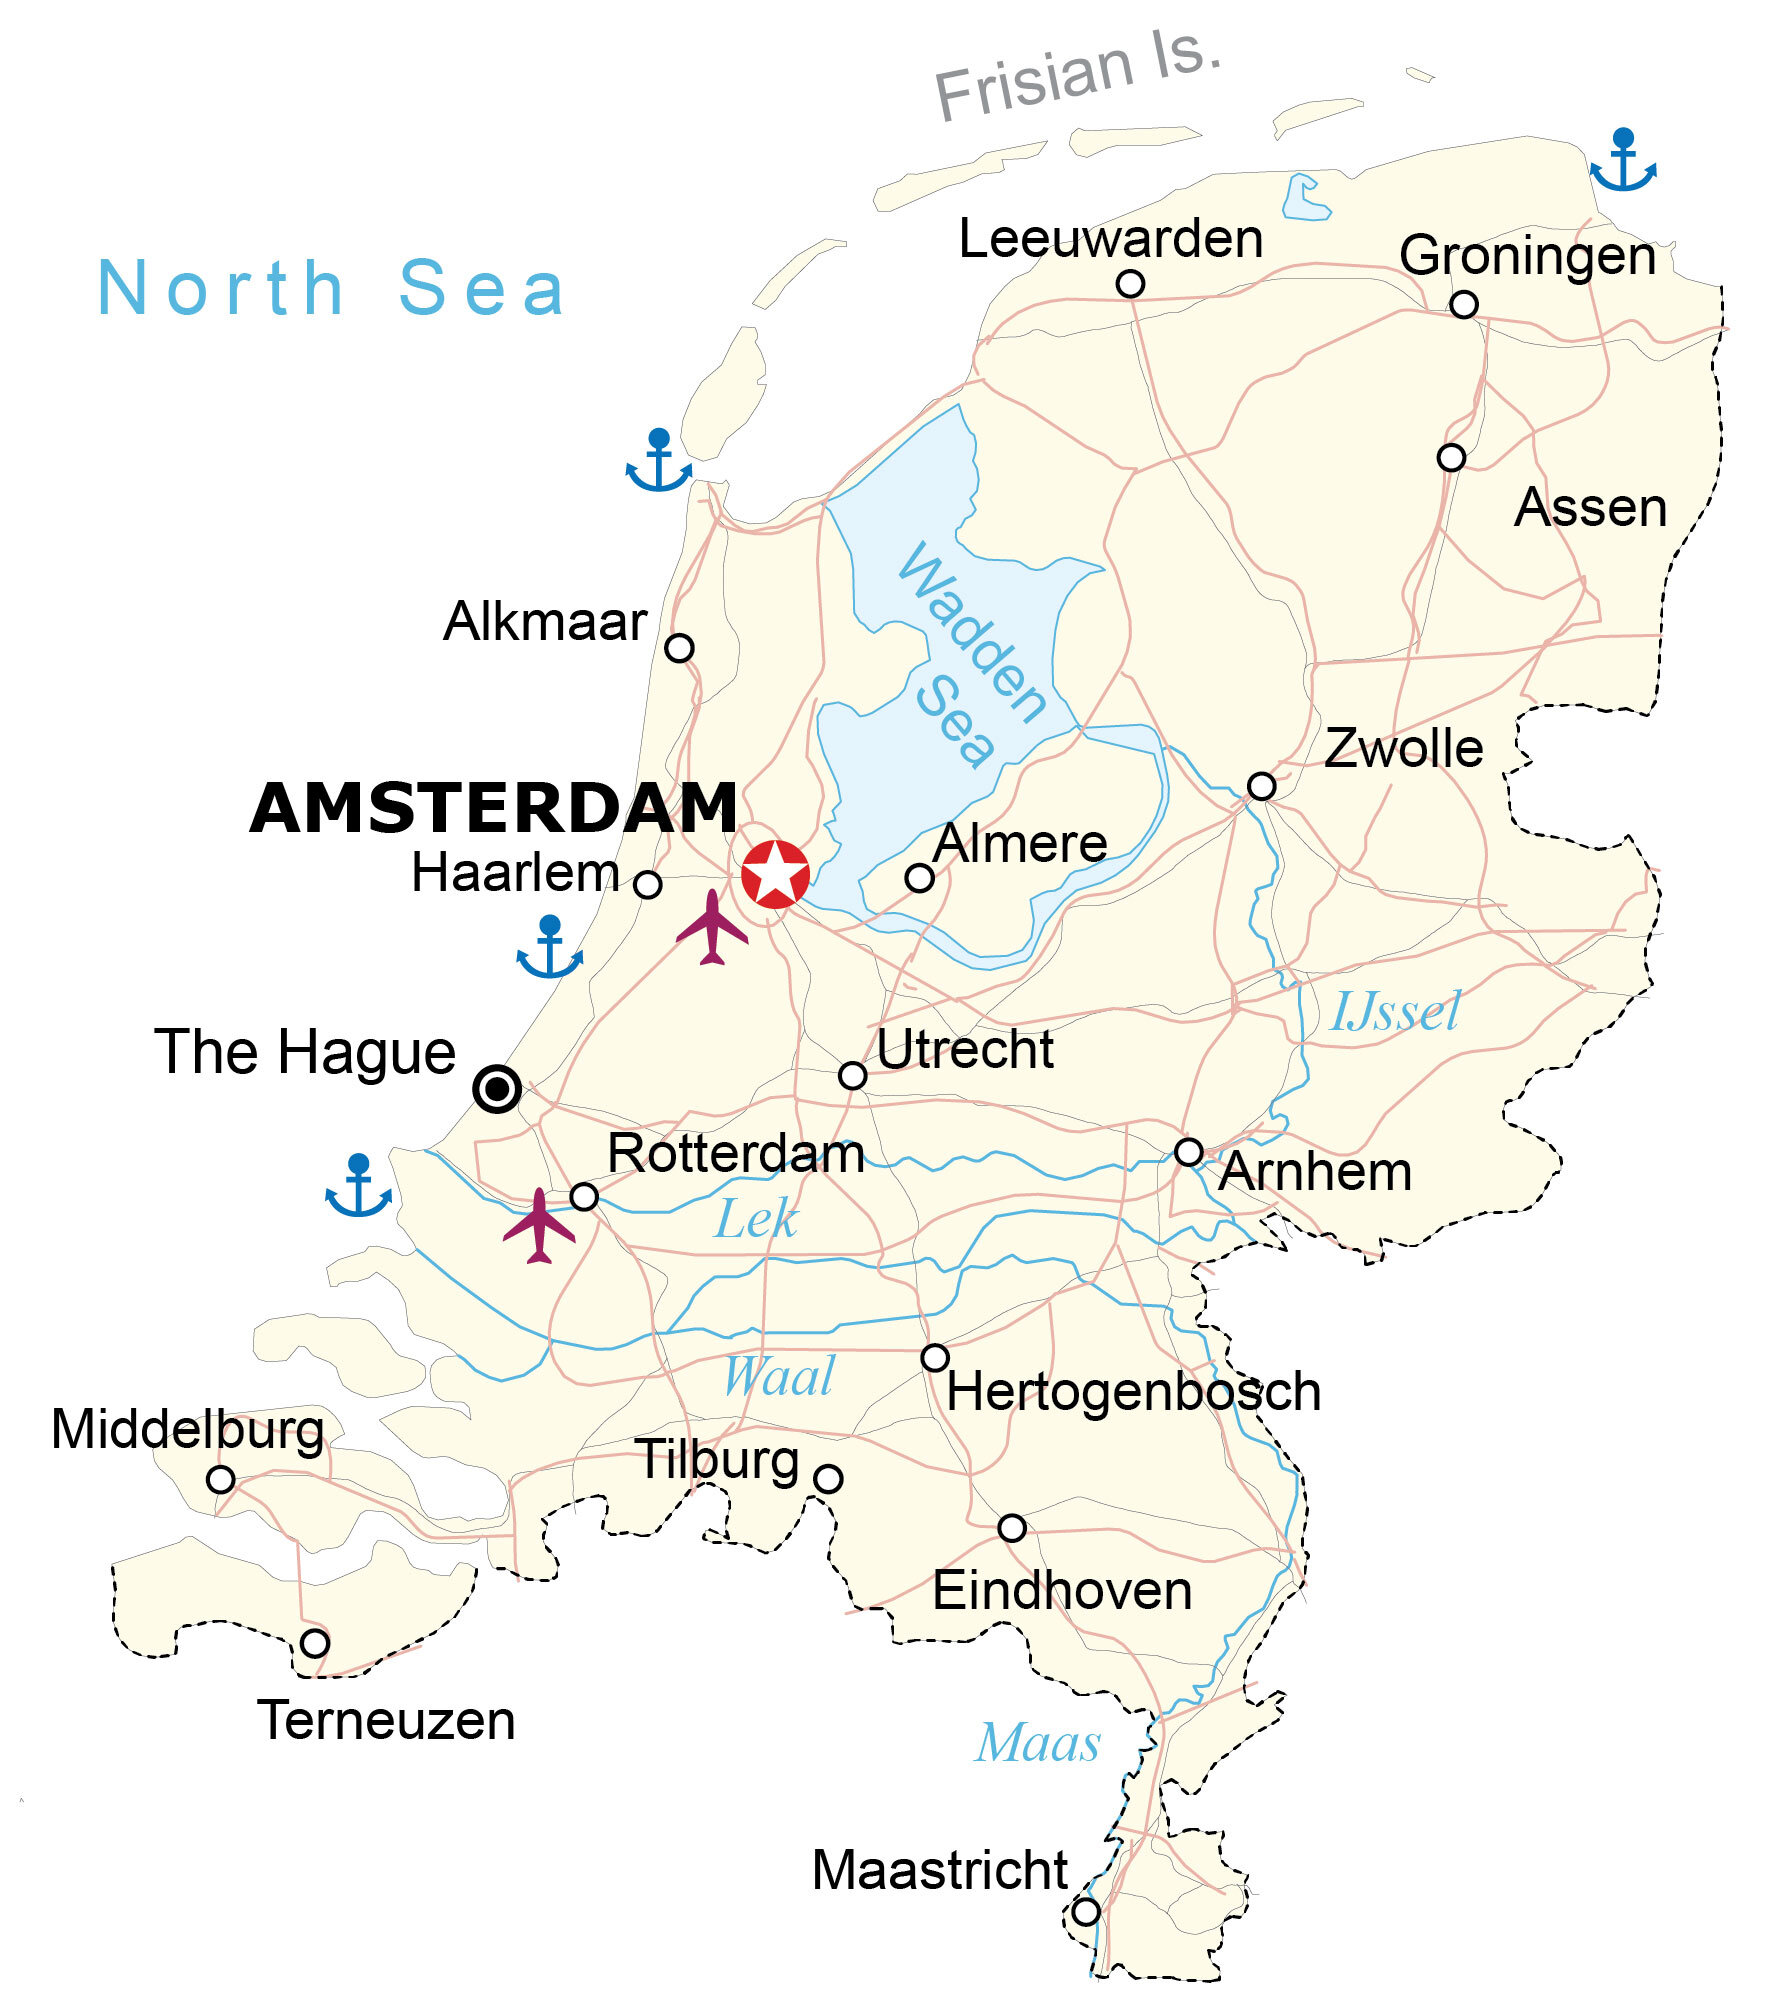 Frisian Is.
North Sea
Leeuwarden
Groningen
Assen
Wadden
Sea
Alkmaar
Zwolle
AMSTERDAM
Almere
Haarlem
IJssel
The Hague
Utrecht
Rotterdam
Arnhem
Lek
Waal
Hertogenbosch
Middelburg
Tilburg
Eindhoven
Terneuzen
Maas
Maastricht